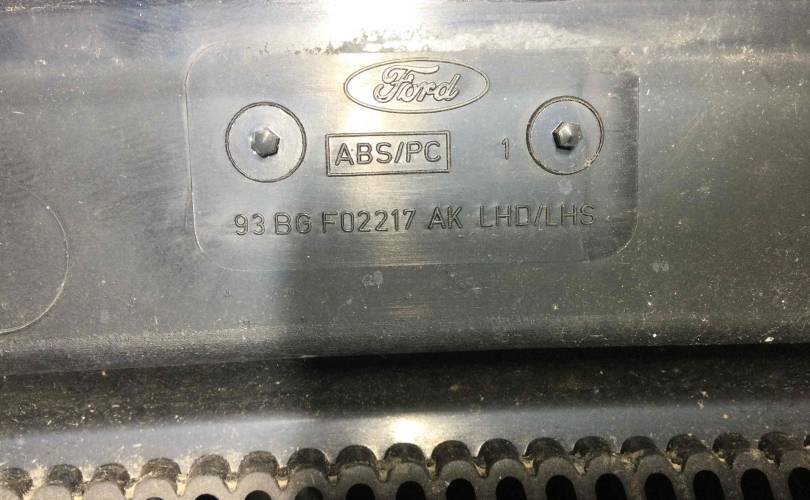 Ford
ABS/PC 1
93 BG F02217 AK LHD/LHS